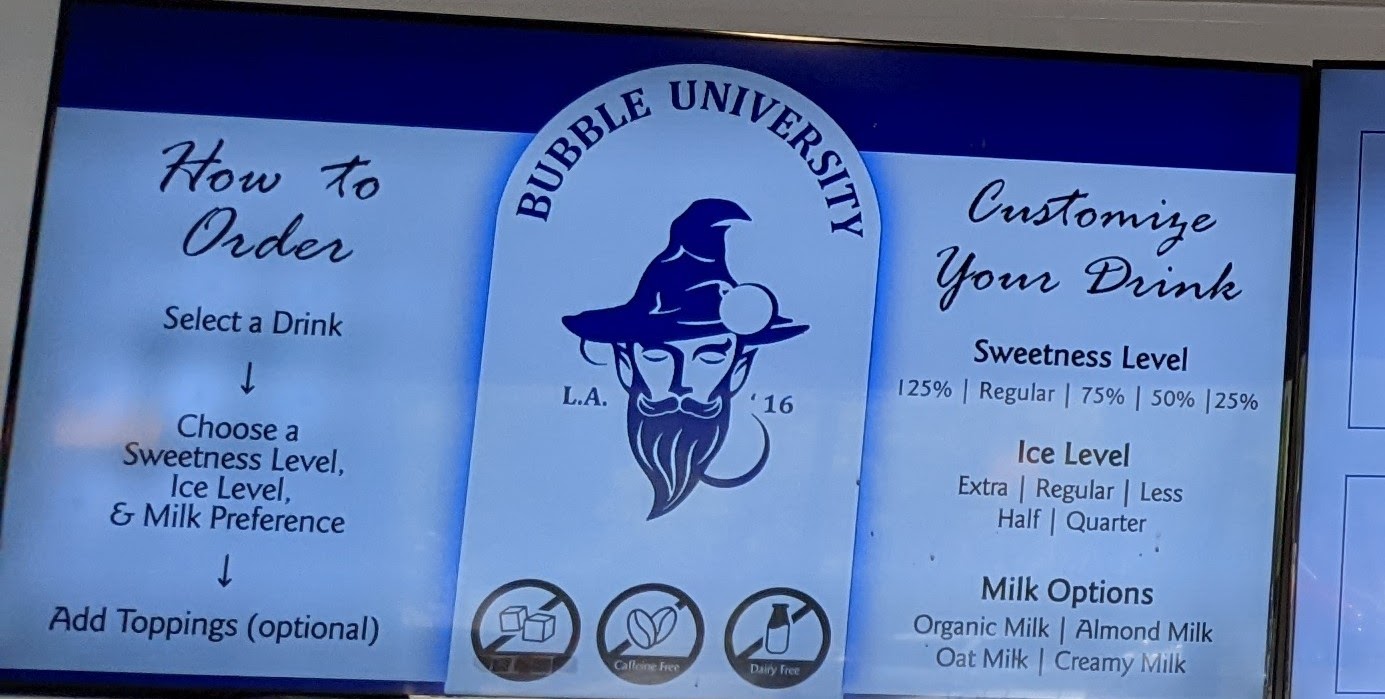 How to
Order
Select a Drink
↓
Choose a
Sweetness Level,
Ice Level,
& Milk Preference
↓
Add Toppings (optional)
BUBBLE UNIVERSITY
L.A. '16
Caffeine Free
Dairy Free
Customize
Your Drink
Sweetness Level
125% | Regular | 75% | 50% |25%
Ice Level
Extra | Regular | Less
Half | Quarter
Milk Options
Organic Milk | Almond Milk
Oat Milk | Creamy Milk